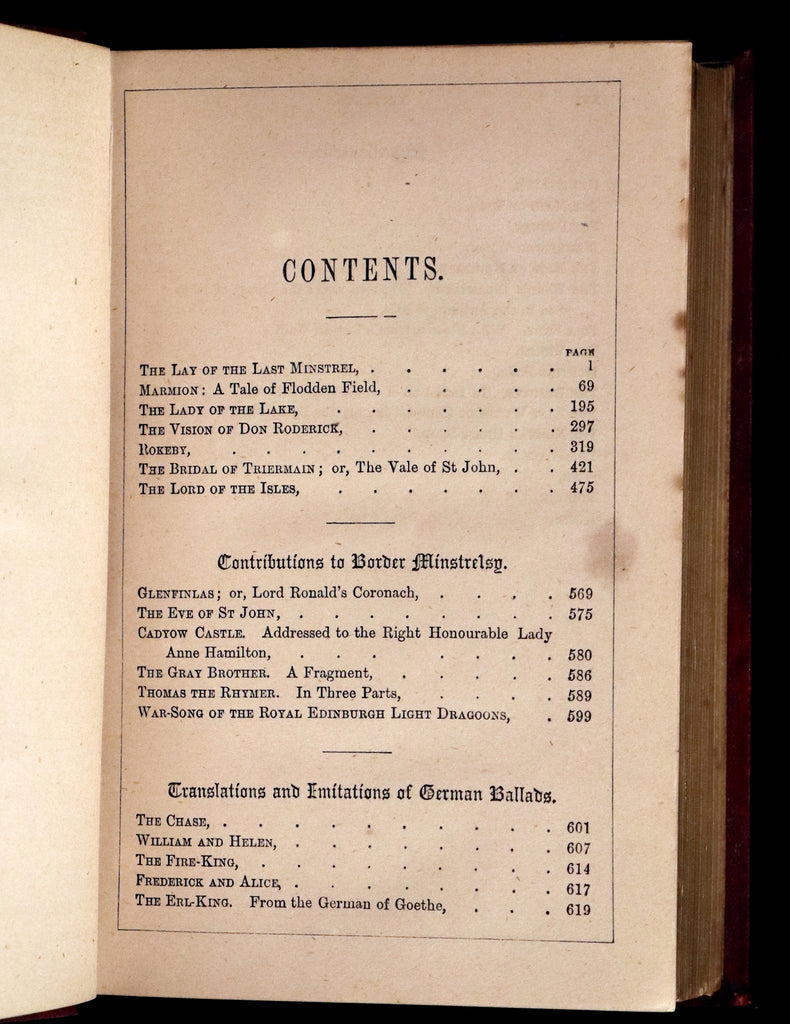 CONTENTS.
PAGE
THE LAY OF THE LAST MINSTREL, . . . . . . 1
MARMION: A Tale of Flodden Field, . . . . . 69
THE LADY OF THE LAKE, . . . . . . 195
THE VISION OF DON RODERICK, . . . . . 297
ROKEBY, . . . . . . . . 319
THE BRIDAL OF TRIERMAIN; or, The Vale of St John, . . 421
THE LORD OF THE ISLES, . . . . . . . 475
Contributions to Border Minstrelsy.
GLENFINLAS; or, Lord Ronald's Coronach, . . . . 569
THE EVE OF ST JOHN, . . . . . . . . 575
CADYOW CASTLE. Addressed to the Right Honourable Lady
Anne Hamilton, . . . . . . . 580
THE GRAY BROTHER. A Fragment, . . . . . 586
THOMAS THE RHYMER. In Three Parts, . . . . 589
WAR-SONG OF THE ROYAL EDINBURGH LIGHT DRAGOONS, . 599
Translations and Imitations of German Ballads.
THE CHASE, . . . . . . . . . . 601
WILLIAM AND HELEN, . . . . . . . 607
THE FIRE-KING, . . . . . . . . 614
FREDERICK AND ALICE, . . . . . . . 617
THE ERL-KING. From the German of Goethe, . . . 619